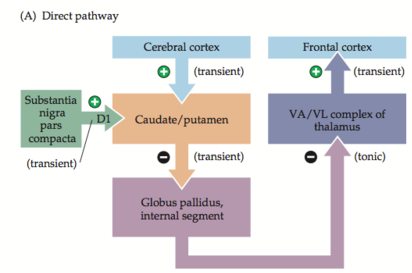 (A) Direct pathway
Cerebral cortex
Frontal cortex
+
(transient)
+
(transient)
Substantia
nigra
pars
compacta
+
D1
(transient)
Caudate/putamen
VA/VL complex of
thalamus
−
(transient)
−
(tonic)
Globus pallidus,
internal segment